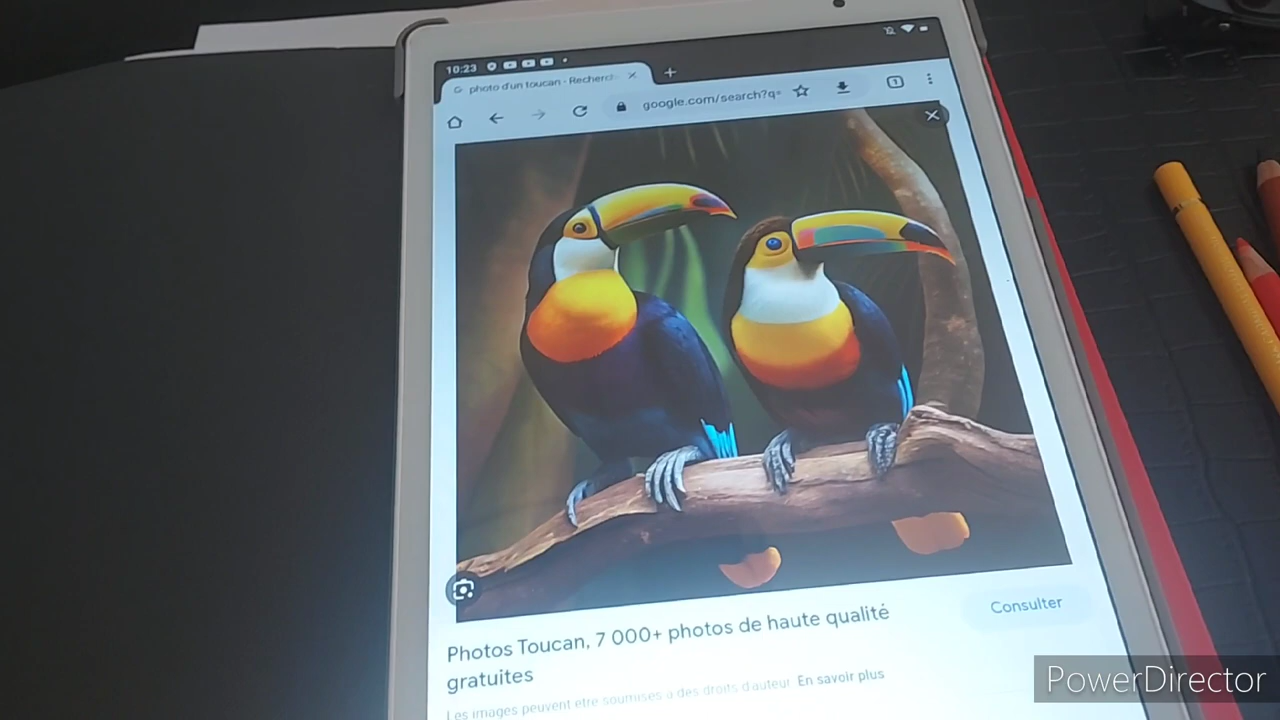 10:23
photo d'un toucan - Recherch
google.com/search?q=
Photos Toucan, 7 000+ photos de haute qualité
gratuites
Consulter
Les images peuvent être soumises à des droits d'auteur. En savoir plus
PowerDirector